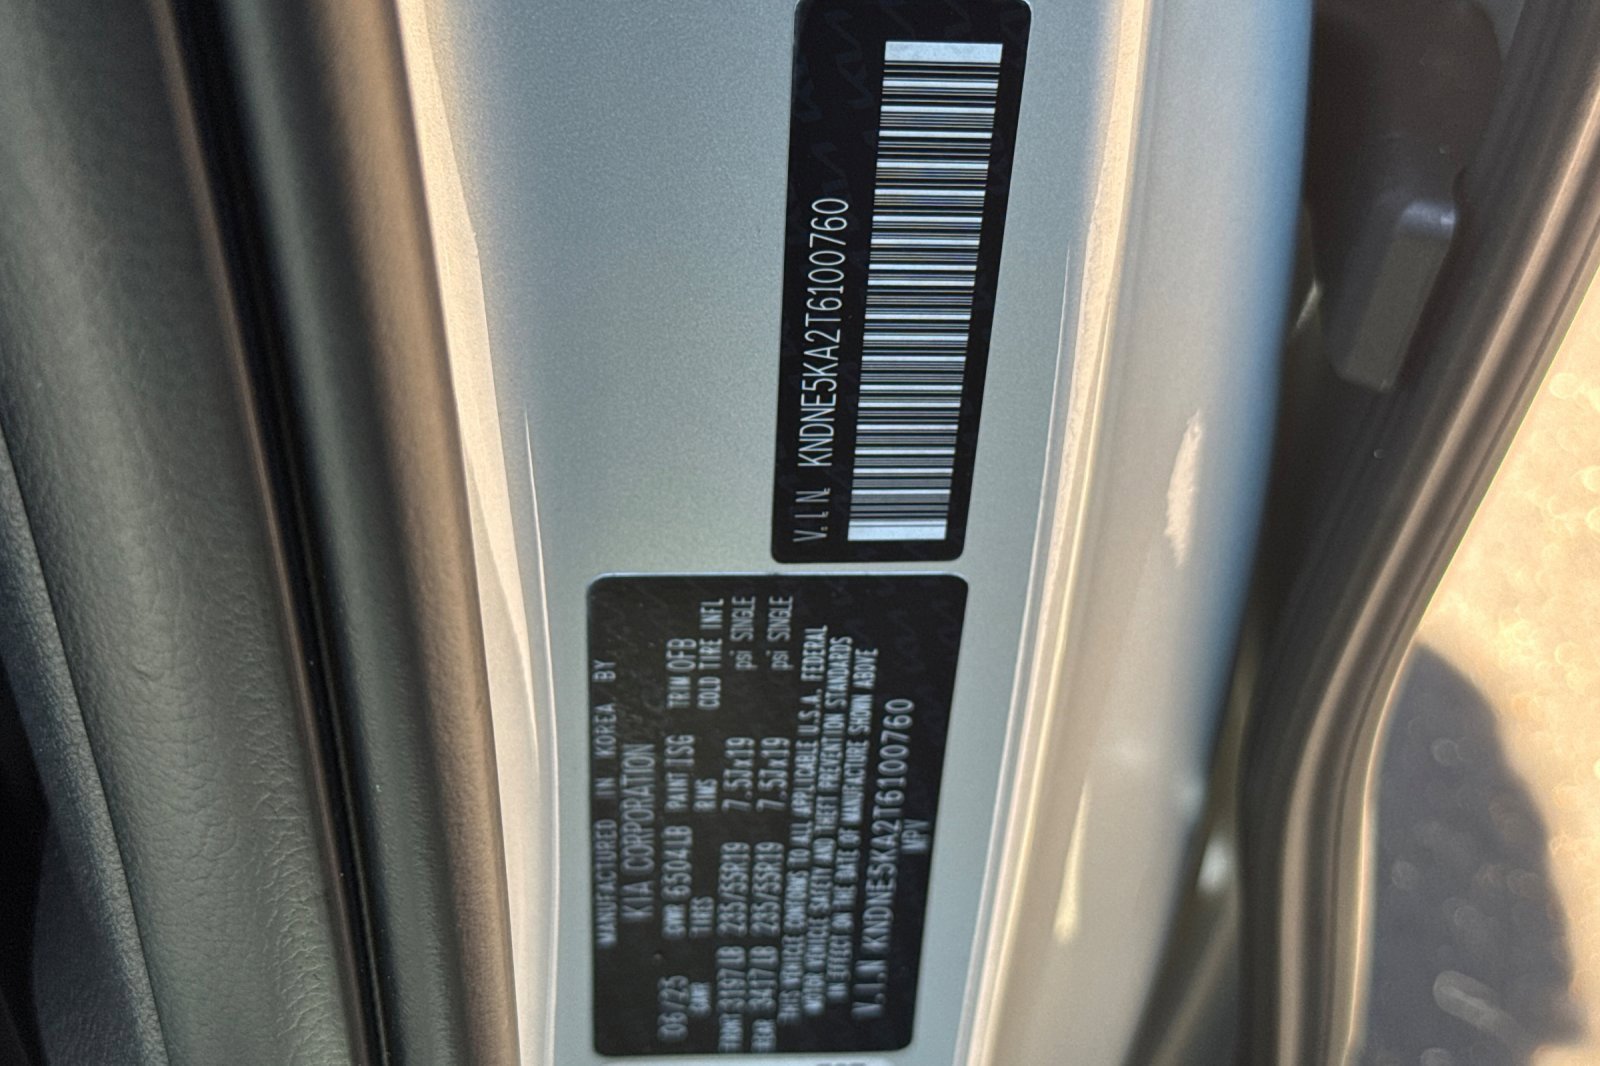 V.I.N. KNDNE5KA2T6100760
MANUFACTURED IN KOREA BY
KIA CORPORATION
06/25 GVWR 6504LB PAINT ISG TRIM OFB
GAWR TIRES RMS COLD TIRE INFL
FRONT 3197LB 235/55R19 7.5Jx19 psi SINGLE
REAR 3417LB 235/55R19 7.5Jx19 psi SINGLE
THIS VEHICLE CONFORMS TO ALL APPLICABLE U.S.A. FEDERAL
MOTOR VEHICLE SAFETY AND THEFT PREVENTION STANDARDS
IN EFFECT ON THE DATE OF MANUFACTURE SHOWN ABOVE
V.I.N KNDNE5KA2T6100760
MPV